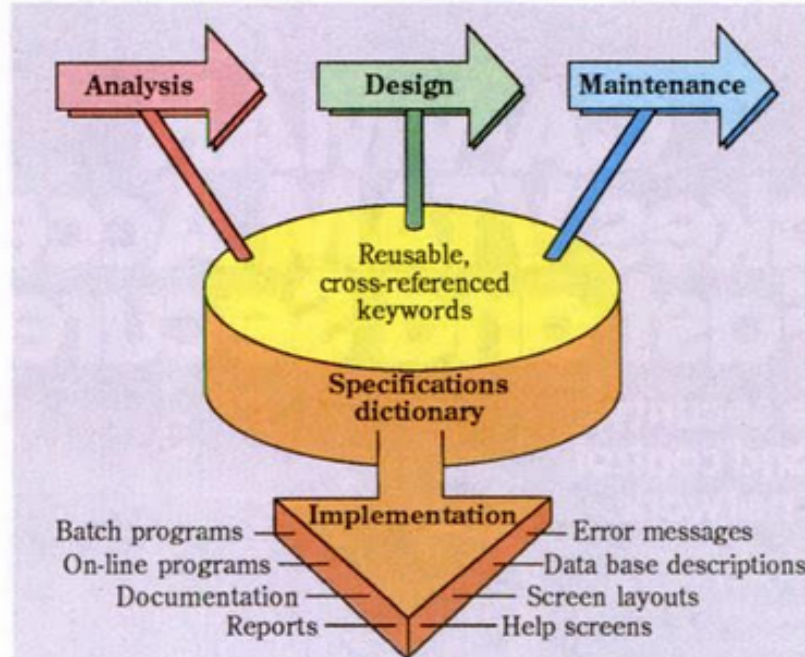 Analysis
Design
Maintenance
Reusable,
cross-referenced
keywords
Specifications
dictionary
Implementation
Batch programs
On-line programs
Documentation
Reports
Error messages
Data base descriptions
Screen layouts
Help screens